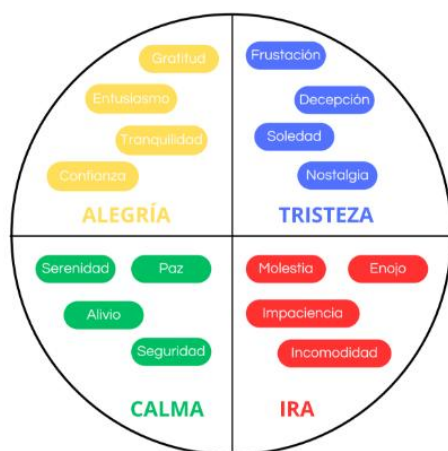 Gratitud
Entusiasmo
Tranquilidad
Confianza
ALEGRÍA
Frustación
Decepción
Soledad
Nostalgia
TRISTEZA
Serenidad
Paz
Alivio
Seguridad
CALMA
Molestia
Enojo
Impaciencia
Incomodidad
IRA